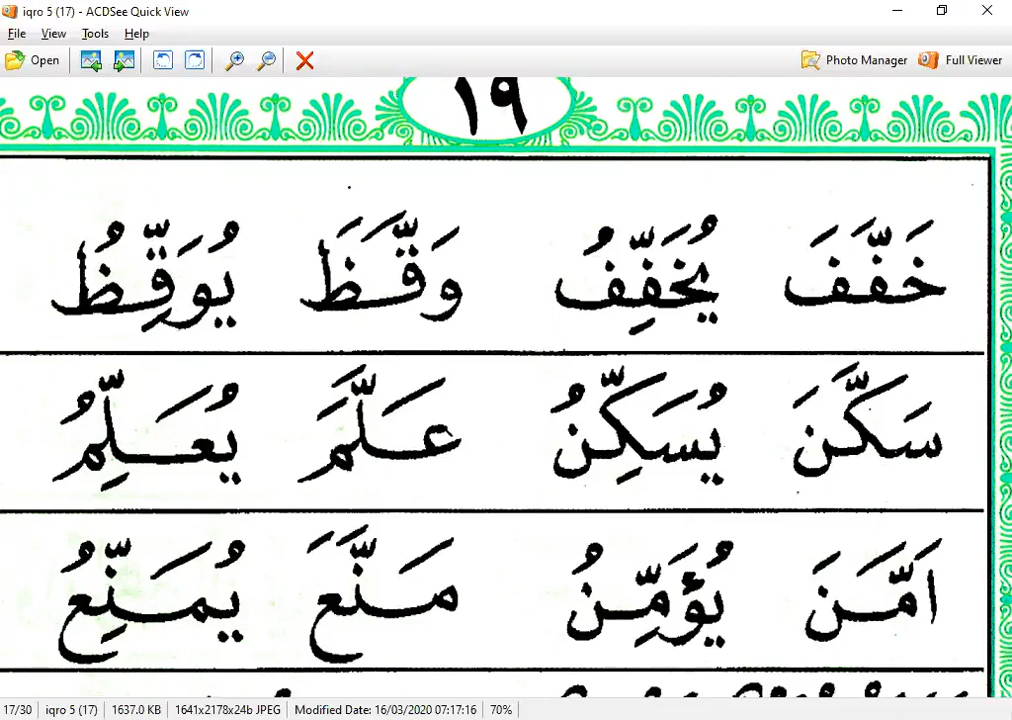 iqro 5 (17) - ACDSee Quick View
File View Tools Help
Open Photo Manager Full Viewer
١٩
خَفَّفَ يُخَفِّفُ وَقَّظَ يُوَقِّظُ
سَكَّنَ يُسَكِّنُ عَلَّمَ يُعَلِّمُ
اَمَّنَ يُؤَمِّنُ مَنَّعَ يُمَنِّعُ
17/30 iqro 5 (17) 1637.0 KB 1641x2178x24b JPEG Modified Date: 16/03/2020 07:17:16 70%